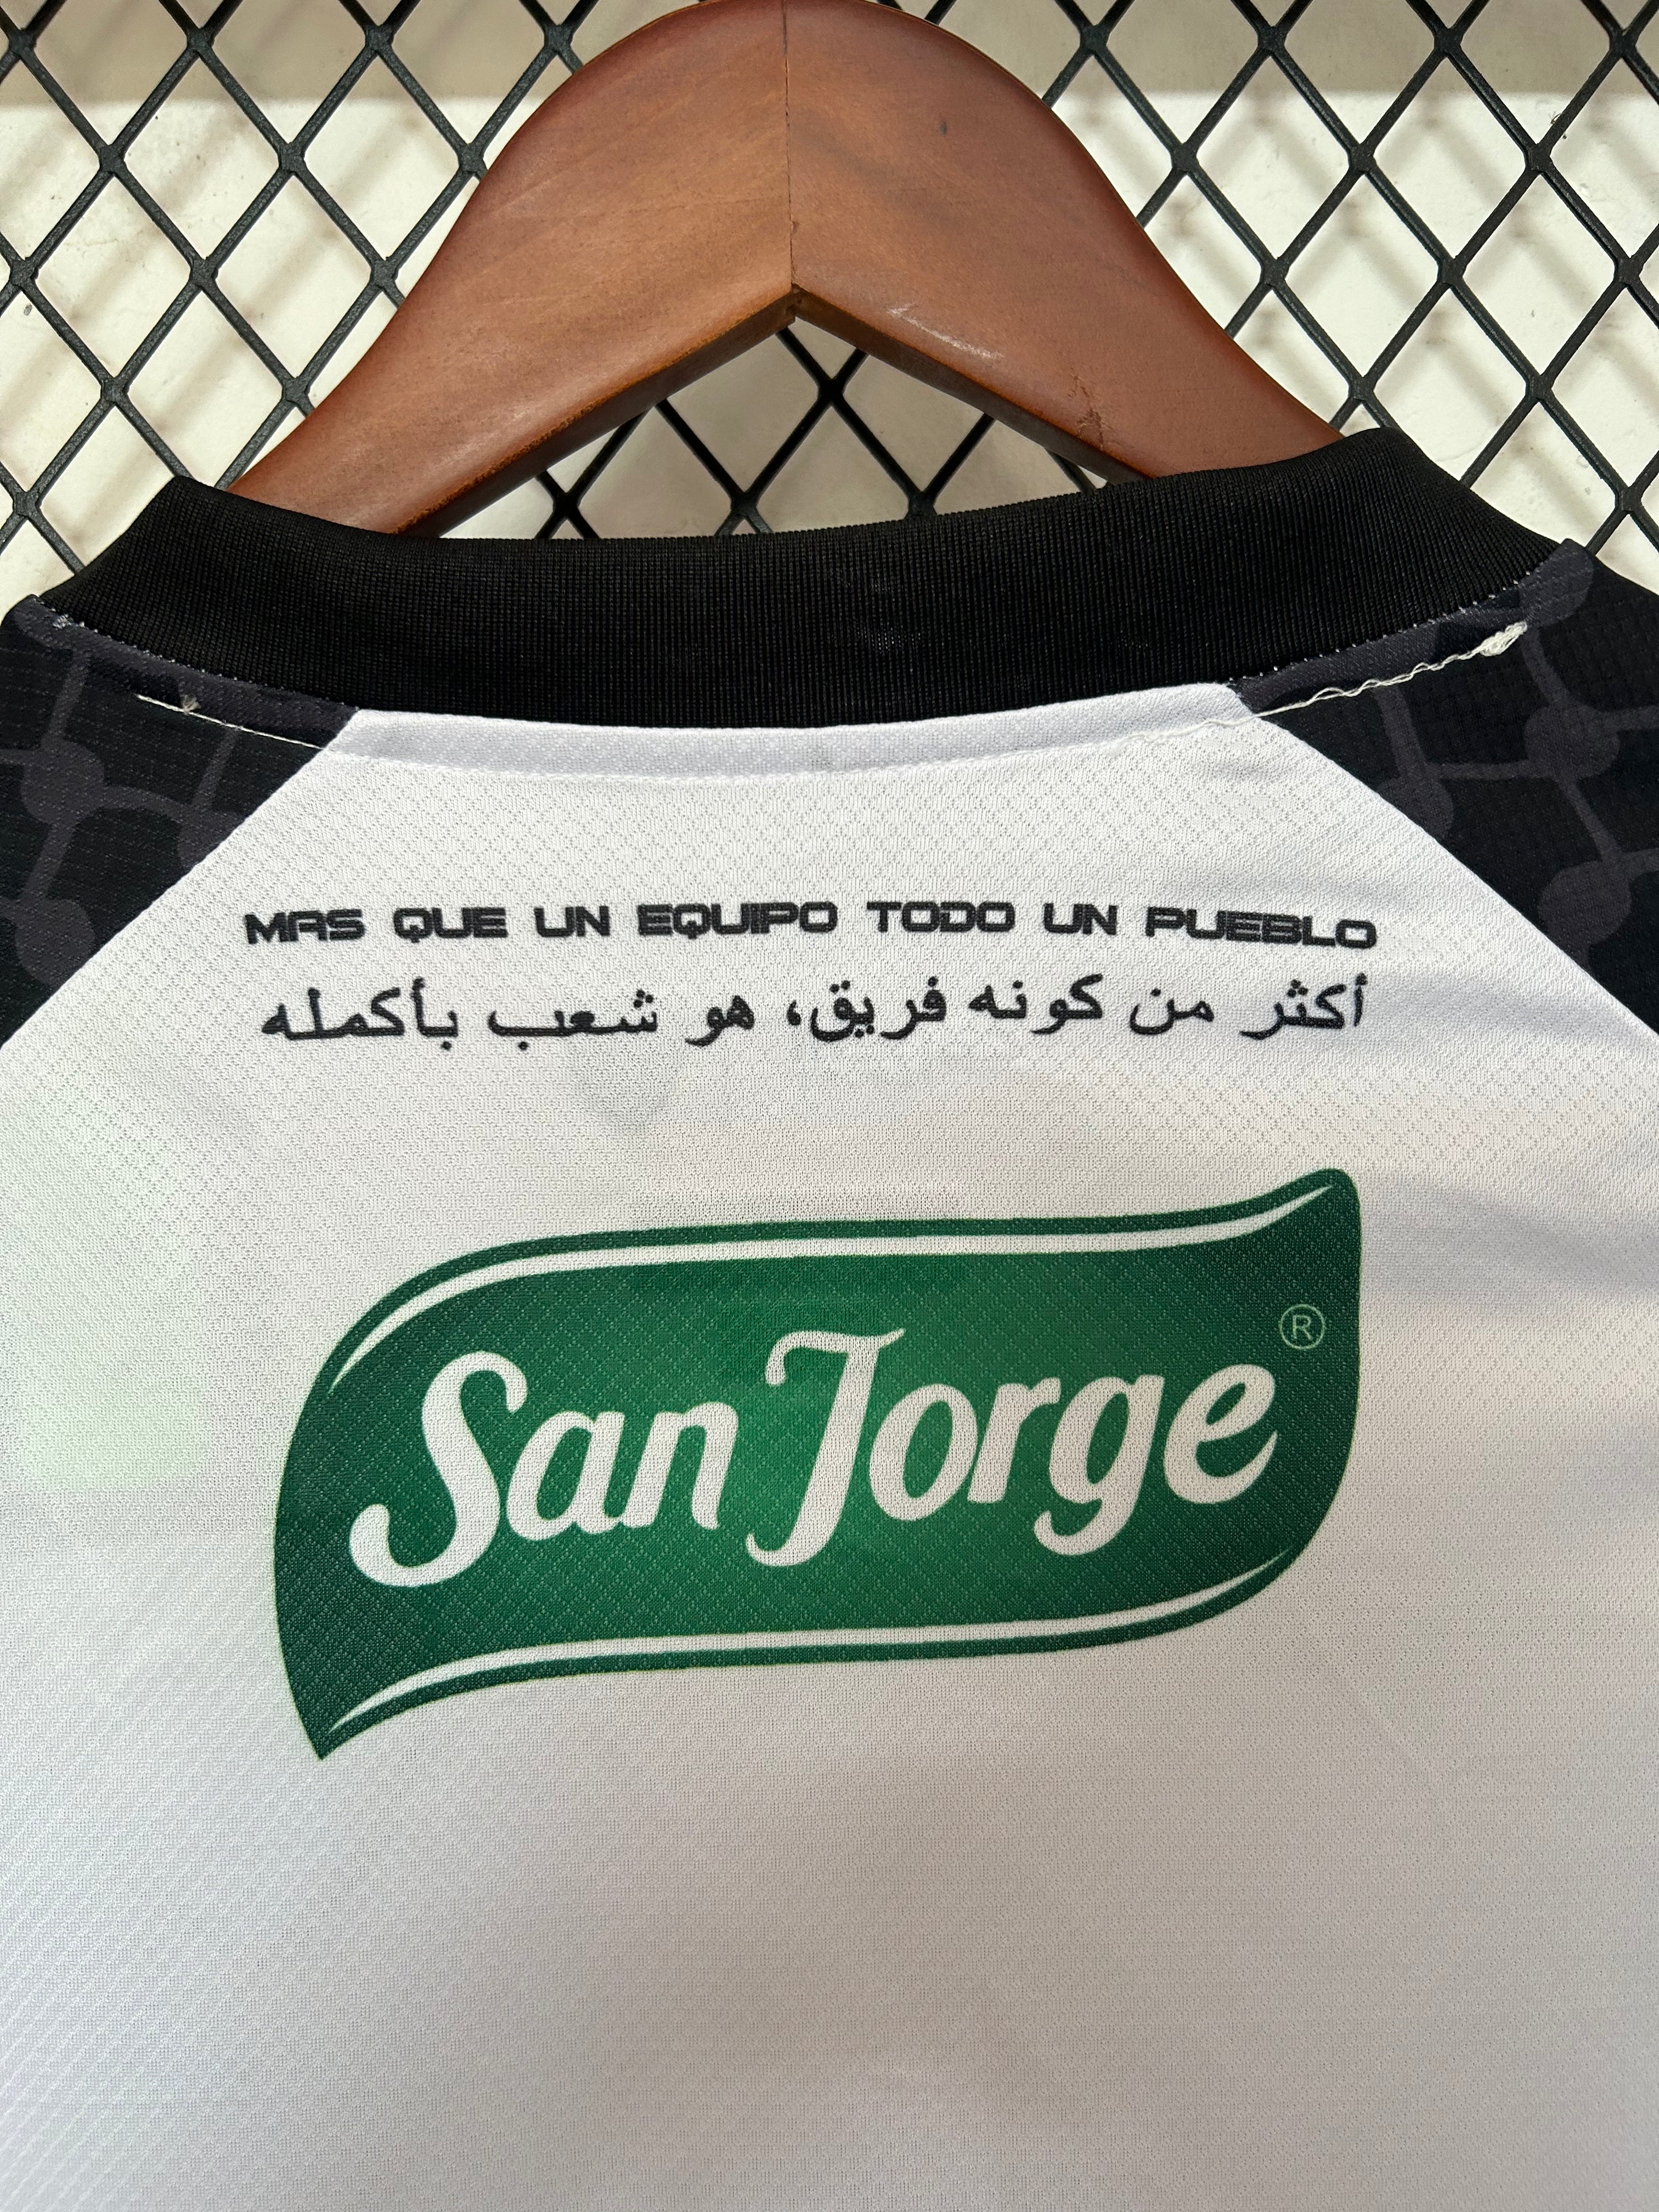 MAS QUE UN EQUIPO TODO UN PUEBLO
أكثر من كونه فريق، هو شعب بأكمله
San Jorge ®